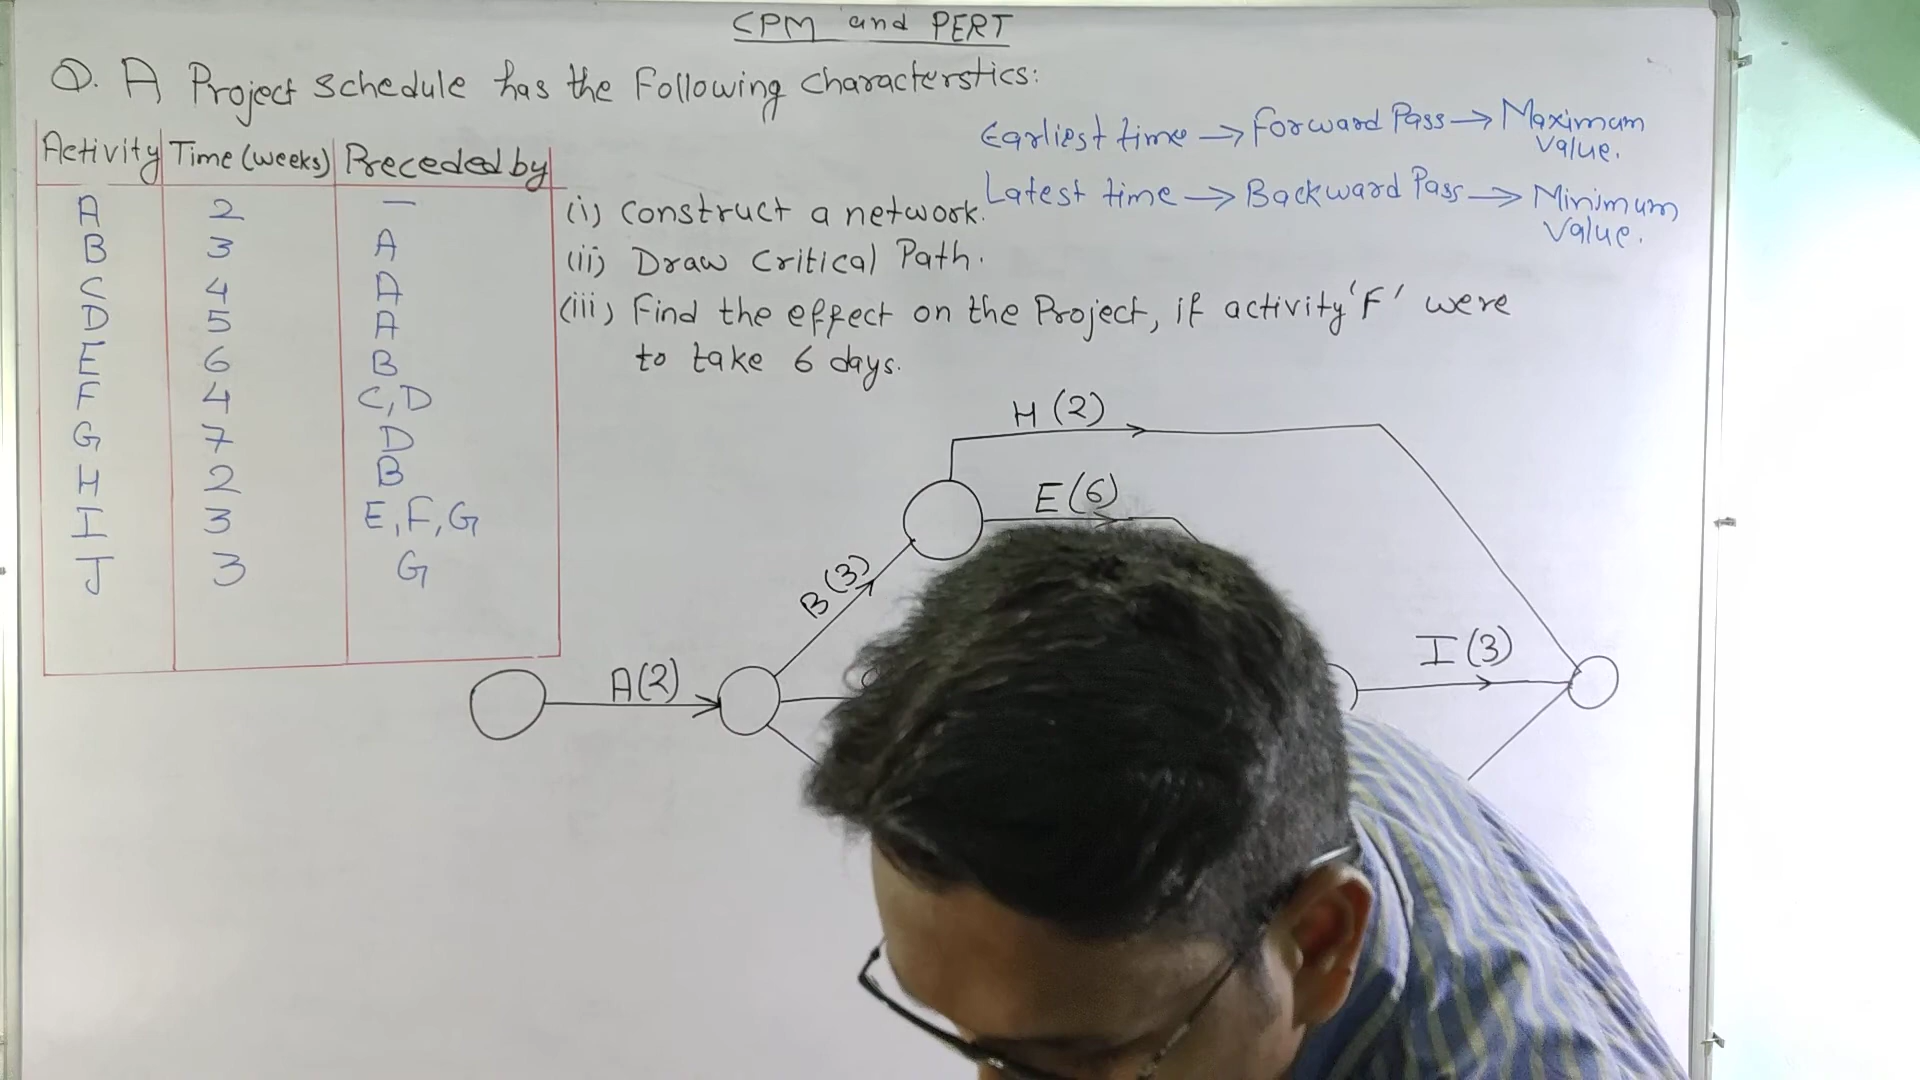 CPM and PERT
Q. A Project schedule has the Following characterstics:
Earliest time → Forward Pass → Maximum
value.
Latest time → Backward Pass → Minimum
value.
Activity Time (weeks) Preceded by
A 2 —
B 3 A
C 4 A
D 5 A
E 6 B
F 4 C,D
G 7 D
H 2 B
I 3 E,F,G
J 3 G
(i) construct a network.
(ii) Draw critical Path.
(iii) Find the effect on the Project, if activity 'F' were
to take 6 days.
H (2)
E (6)
B (3)
I (3)
A (2)